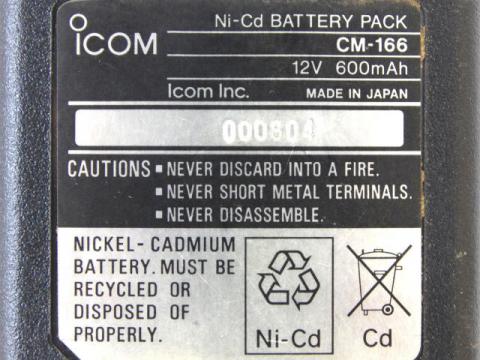 ICOM
Ni-Cd BATTERY PACK
CM-166
12V 600mAh
Icom Inc. MADE IN JAPAN
000804
CAUTIONS ▪ NEVER DISCARD INTO A FIRE.
▪ NEVER SHORT METAL TERMINALS.
▪ NEVER DISASSEMBLE.
NICKEL- CADMIUM
BATTERY. MUST BE
RECYCLED OR
DISPOSED OF
PROPERLY.
Ni-Cd
Cd